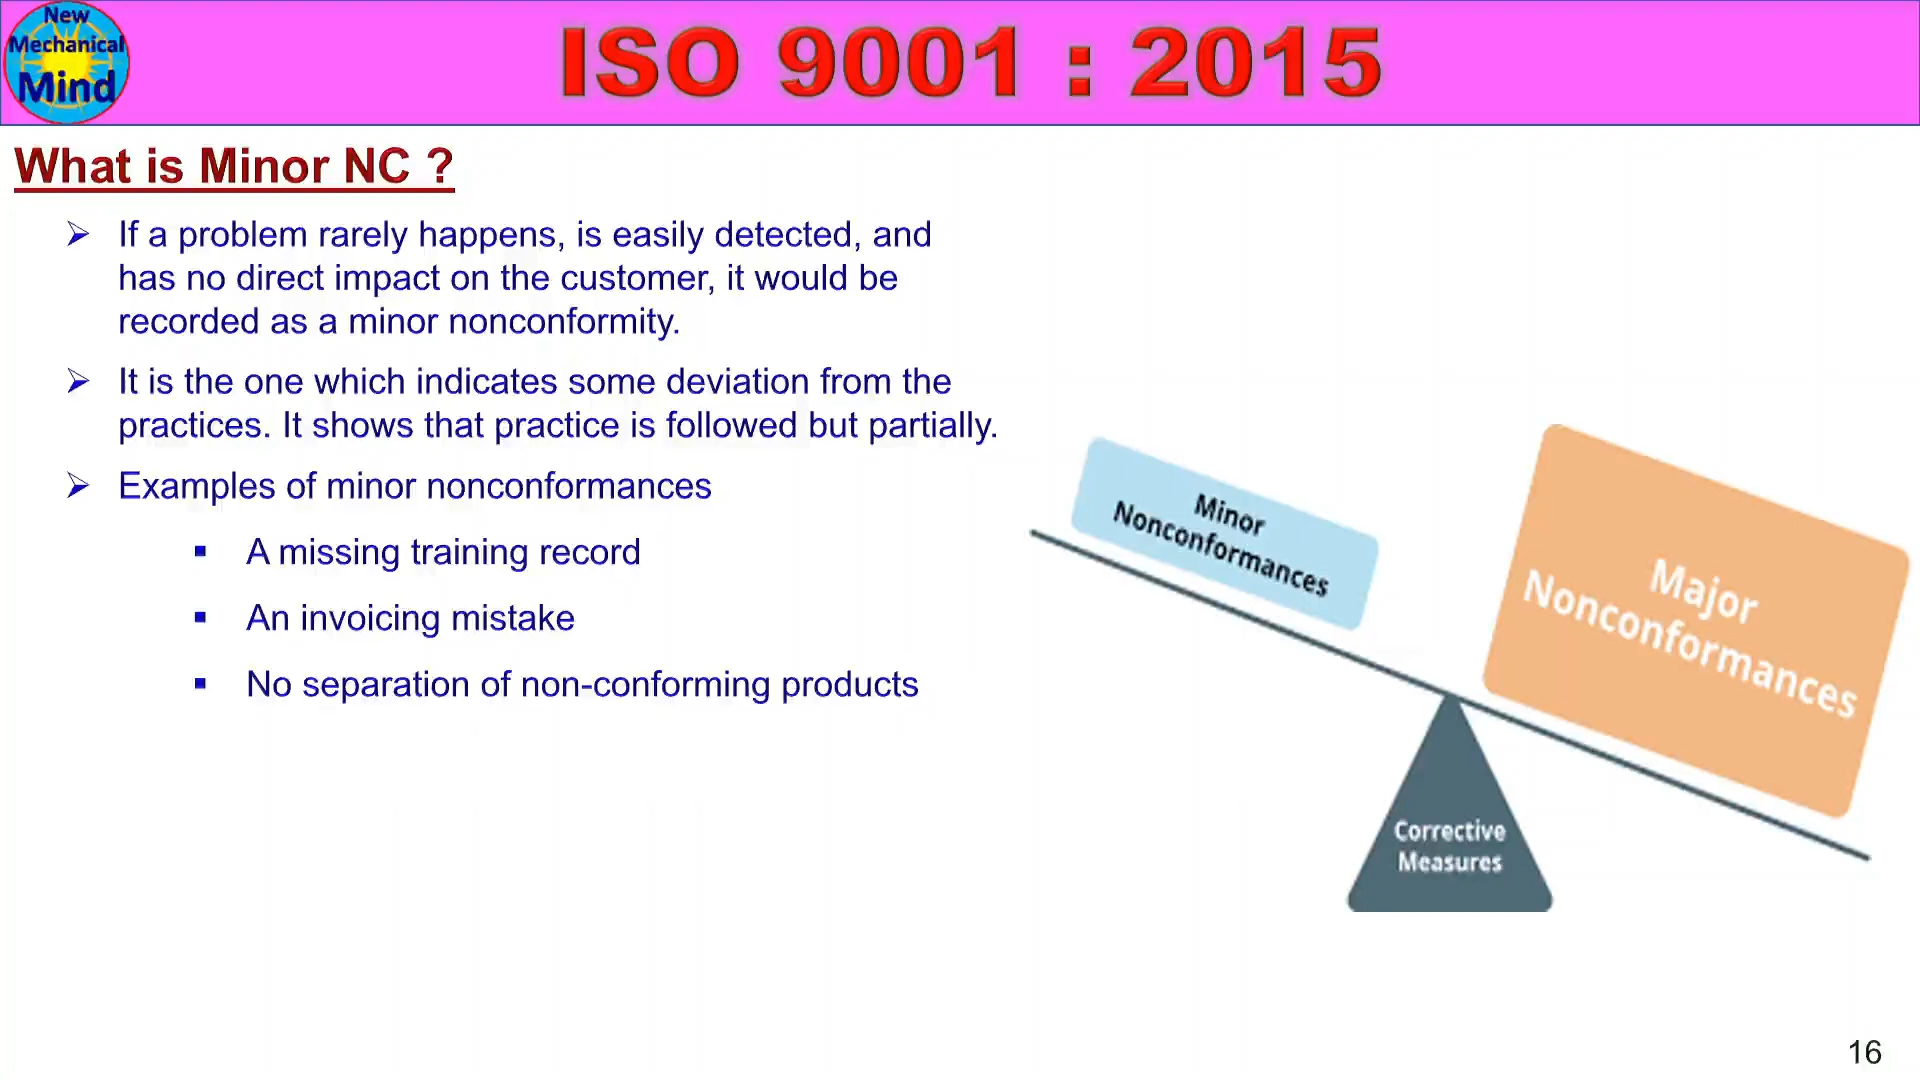 New
Mechanical
Mind
ISO 9001 : 2015
What is Minor NC ?
If a problem rarely happens, is easily detected, and
has no direct impact on the customer, it would be
recorded as a minor nonconformity.
It is the one which indicates some deviation from the
practices. It shows that practice is followed but partially.
Examples of minor nonconformances
A missing training record
An invoicing mistake
No separation of non-conforming products
Minor
Nonconformances
Major
Nonconformances
Corrective
Measures
16